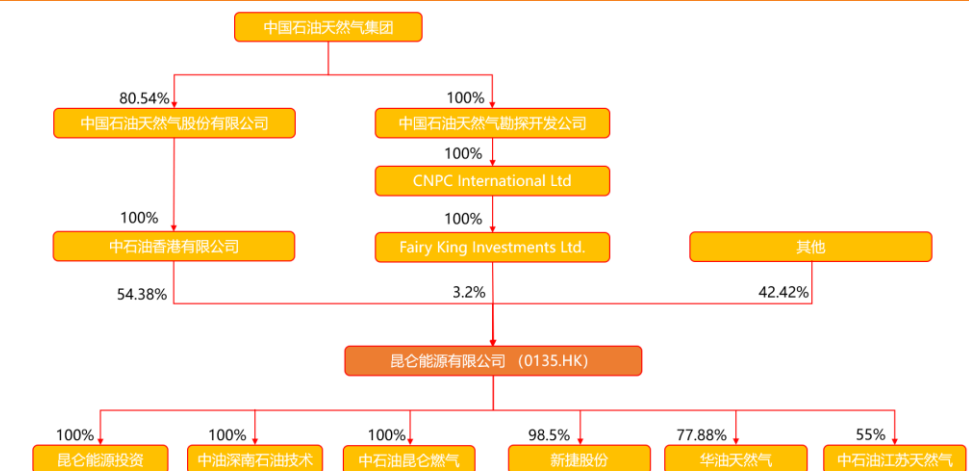 中国石油天然气集团
80.54%
100%
中国石油天然气股份有限公司
中国石油天然气勘探开发公司
100%
CNPC International Ltd
100%
100%
中石油香港有限公司
Fairy King Investments Ltd.
其他
54.38%
3.2%
42.42%
昆仑能源有限公司 (0135.HK)
100%
100%
100%
98.5%
77.88%
55%
昆仑能源投资
中油深南石油技术
中石油昆仑燃气
新捷股份
华油天然气
中石油江苏天然气